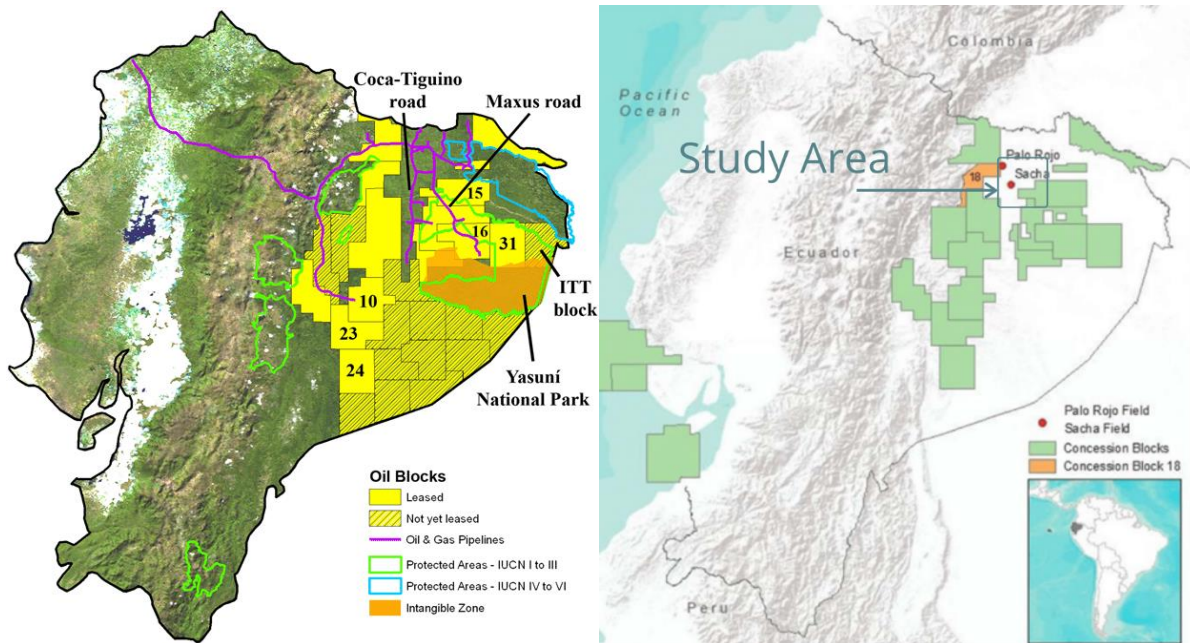 Coca-Tiguino
road
Maxus road
15
16
31
ITT
block
10
23
24
Yasuní
National Park
Oil Blocks
Leased
Not yet leased
Oil & Gas Pipelines
Protected Areas - IUCN I to III
Protected Areas - IUCN IV to VI
Intangible Zone
Colombia
Pacific
Ocean
Study Area
Palo Rojo
18
Sacha
Ecuador
Palo Rojo Field
Sacha Field
Concession Blocks
Concession Block 18
Peru